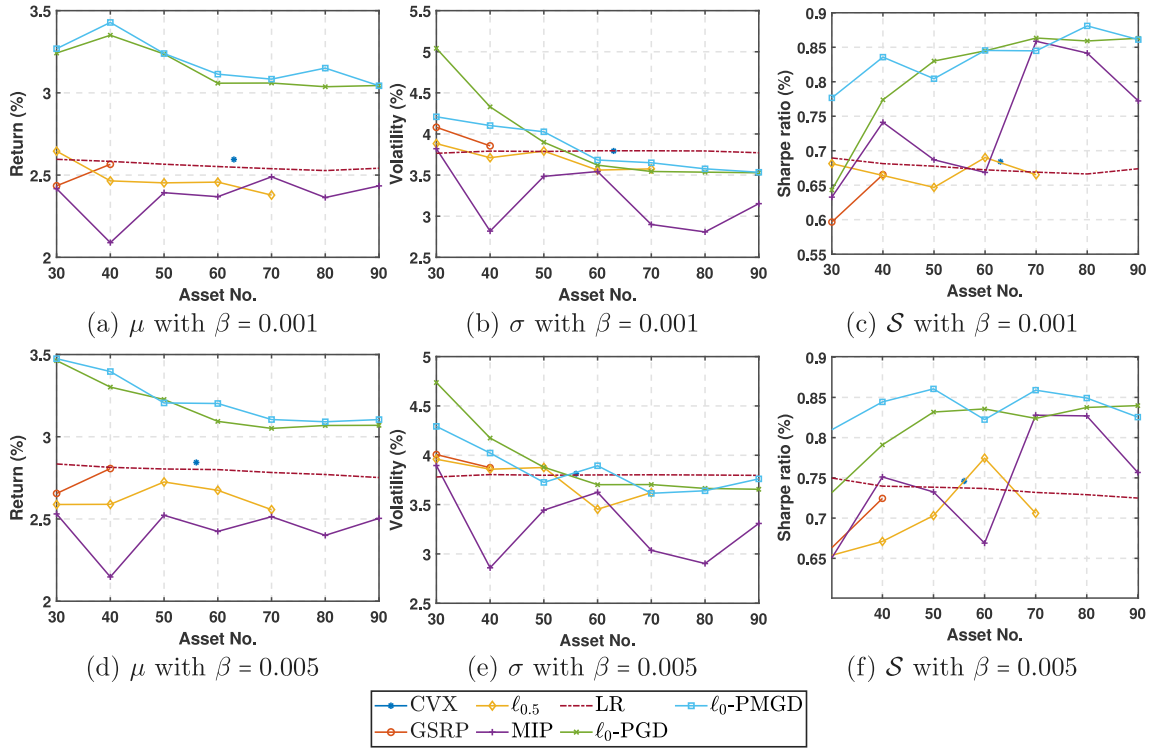 3.5
3
2.5
2
Return (%)
30 40 50 60 70 80 90
Asset No.
(a) μ with β = 0.001
5.5
5
4.5
4
3.5
3
2.5
Volatility (%)
30 40 50 60 70 80 90
Asset No.
(b) σ with β = 0.001
0.9
0.85
0.8
0.75
0.7
0.65
0.6
0.55
Sharpe ratio (%)
30 40 50 60 70 80 90
Asset No.
(c) 𝒮 with β = 0.001
3.5
3
2.5
2
Return (%)
30 40 50 60 70 80 90
Asset No.
(d) μ with β = 0.005
5
4.5
4
3.5
3
2.5
Volatility (%)
30 40 50 60 70 80 90
Asset No.
(e) σ with β = 0.005
0.9
0.85
0.8
0.75
0.7
0.65
Sharpe ratio (%)
40 50 60 70 80 90
Asset No.
(f) 𝒮 with β = 0.005
CVX ℓ0.5 LR ℓ0-PMGD
GSRP MIP ℓ0-PGD